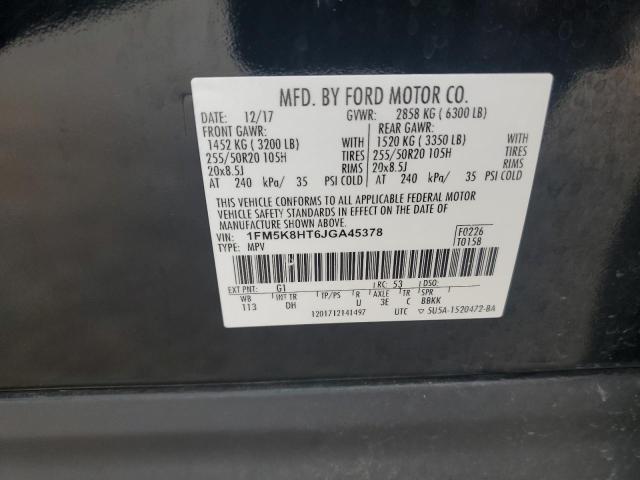 MFD. BY FORD MOTOR CO.
DATE: 12/17 GVWR: 2858 KG ( 6300 LB)
FRONT GAWR: REAR GAWR:
1452 KG ( 3200 LB) WITH 1520 KG ( 3350 LB) WITH
255/50R20 105H TIRES 255/50R20 105H TIRES
20x8.5J RIMS 20x8.5J RIMS
AT 240 kPa/ 35 PSI COLD AT 240 kPa/ 35 PSI COLD
THIS VEHICLE CONFORMS TO ALL APPLICABLE FEDERAL MOTOR
VEHICLE SAFETY STANDARDS IN EFFECT ON THE DATE OF
MANUFACTURE SHOWN ABOVE.
VIN: 1FM5K8HT6JGA45378 F0226
TYPE: MPV T0158
EXT PNT: G1 RC: 53 DSO:
WB INT TR TP/PS R AXLE TR SPR
113 DH U 3E C BBKK
1201712141497 UTC ▽ 5U5A-1520472-BA